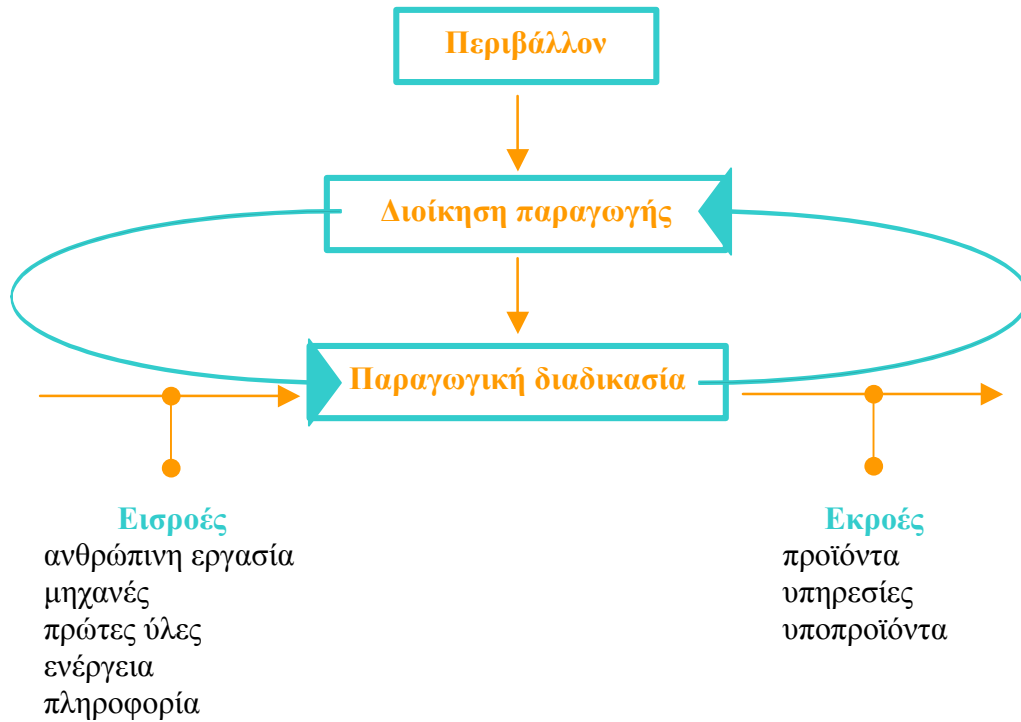 Περιβάλλον
Διοίκηση παραγωγής
Παραγωγική διαδικασία
Εισροές
ανθρώπινη εργασία
μηχανές
πρώτες ύλες
ενέργεια
πληροφορία
Εκροές
προϊόντα
υπηρεσίες
υποπροϊόντα